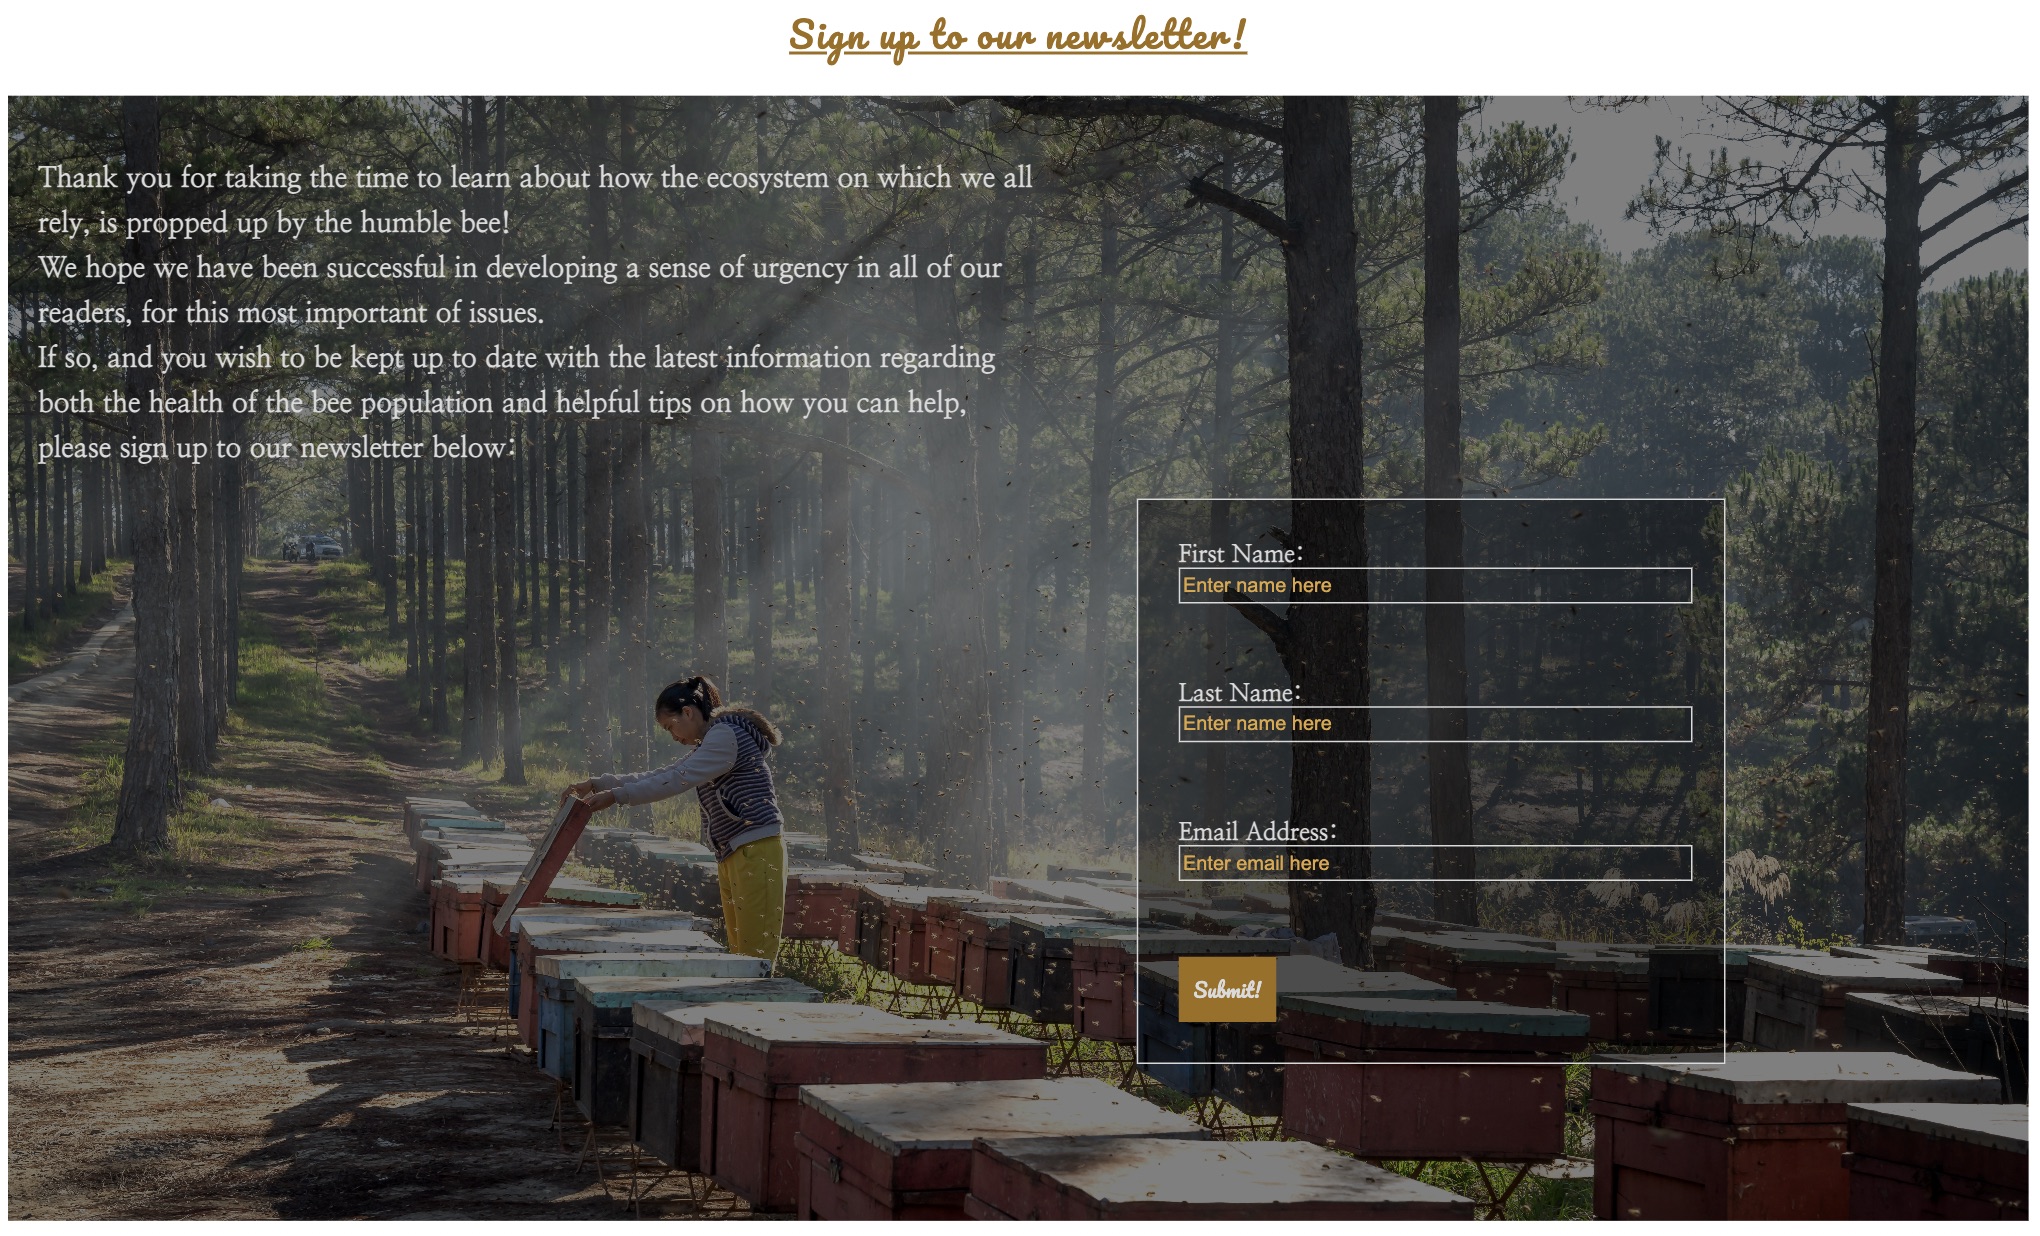 Sign up to our newsletter!
Thank you for taking the time to learn about how the ecosystem on which we all
rely, is propped up by the humble bee!
We hope we have been successful in developing a sense of urgency in all of our
readers, for this most important of issues.
If so, and you wish to be kept up to date with the latest information regarding
both the health of the bee population and helpful tips on how you can help,
please sign up to our newsletter below:
First Name:
Enter name here
Last Name:
Enter name here
Email Address:
Enter email here
Submit!